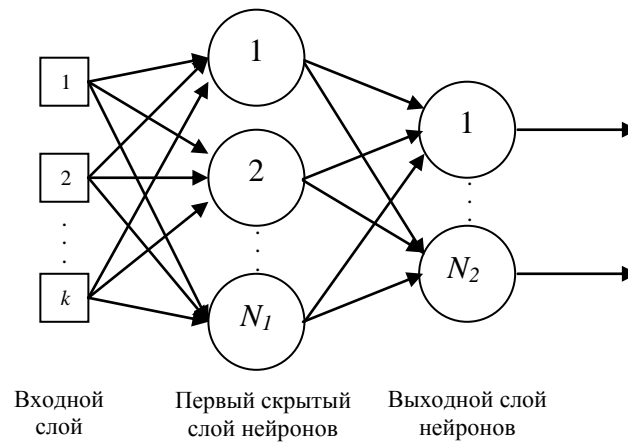 1
2
k
1
2
N1
1
N2
Входной
слой
Первый скрытый
слой нейронов
Выходной слой
нейронов